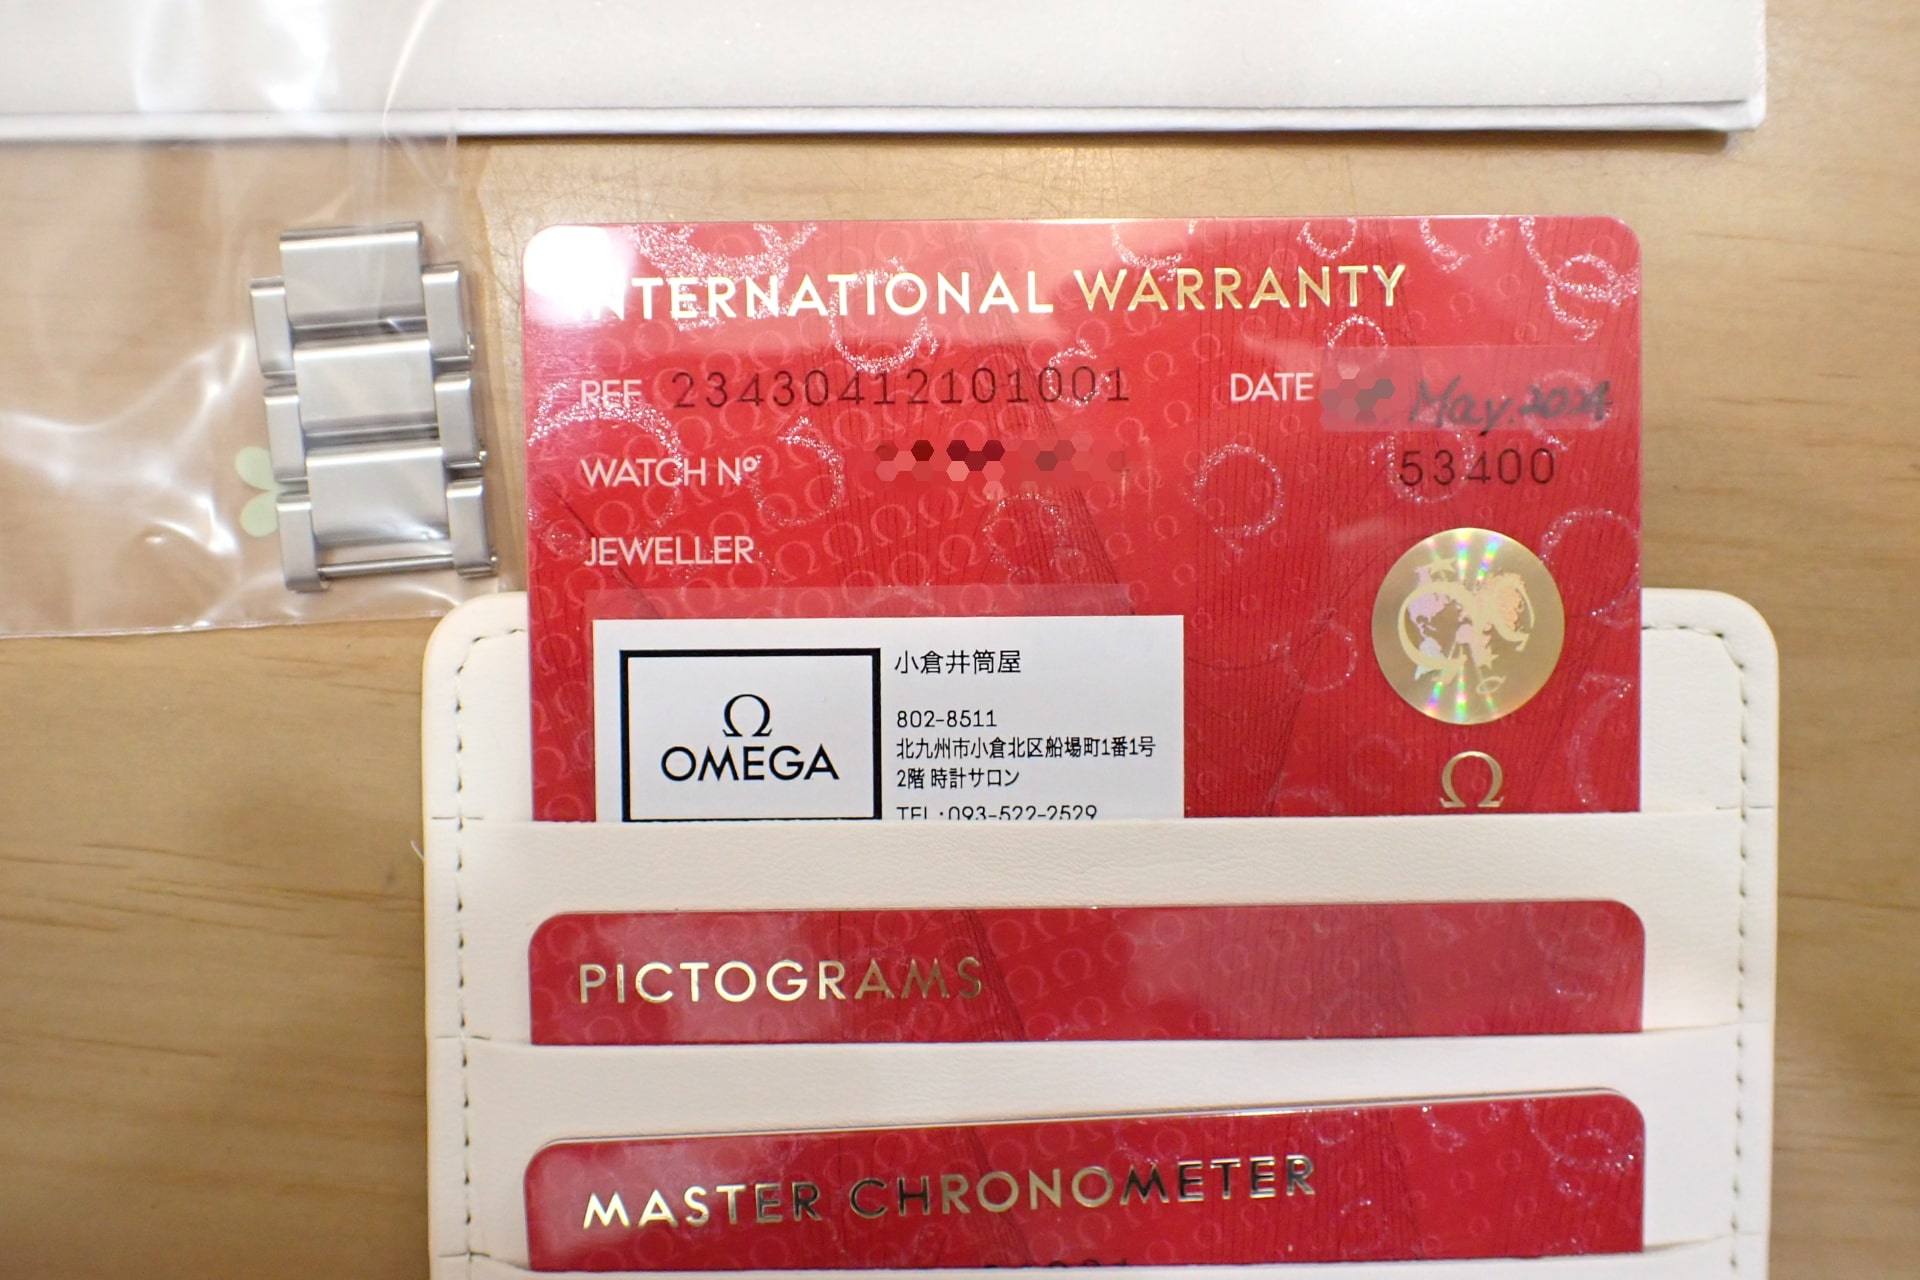 INTERNATIONAL WARRANTY
REF 23430412101001
DATE May. 2024
WATCH Nº
53400
JEWELLER
小倉井筒屋
802-8511
北九州市小倉北区船場町1番1号
2階 時計サロン
TEL:093-522-2529
Ω
OMEGA
Ω
PICTOGRAMS
MASTER CHRONOMETER